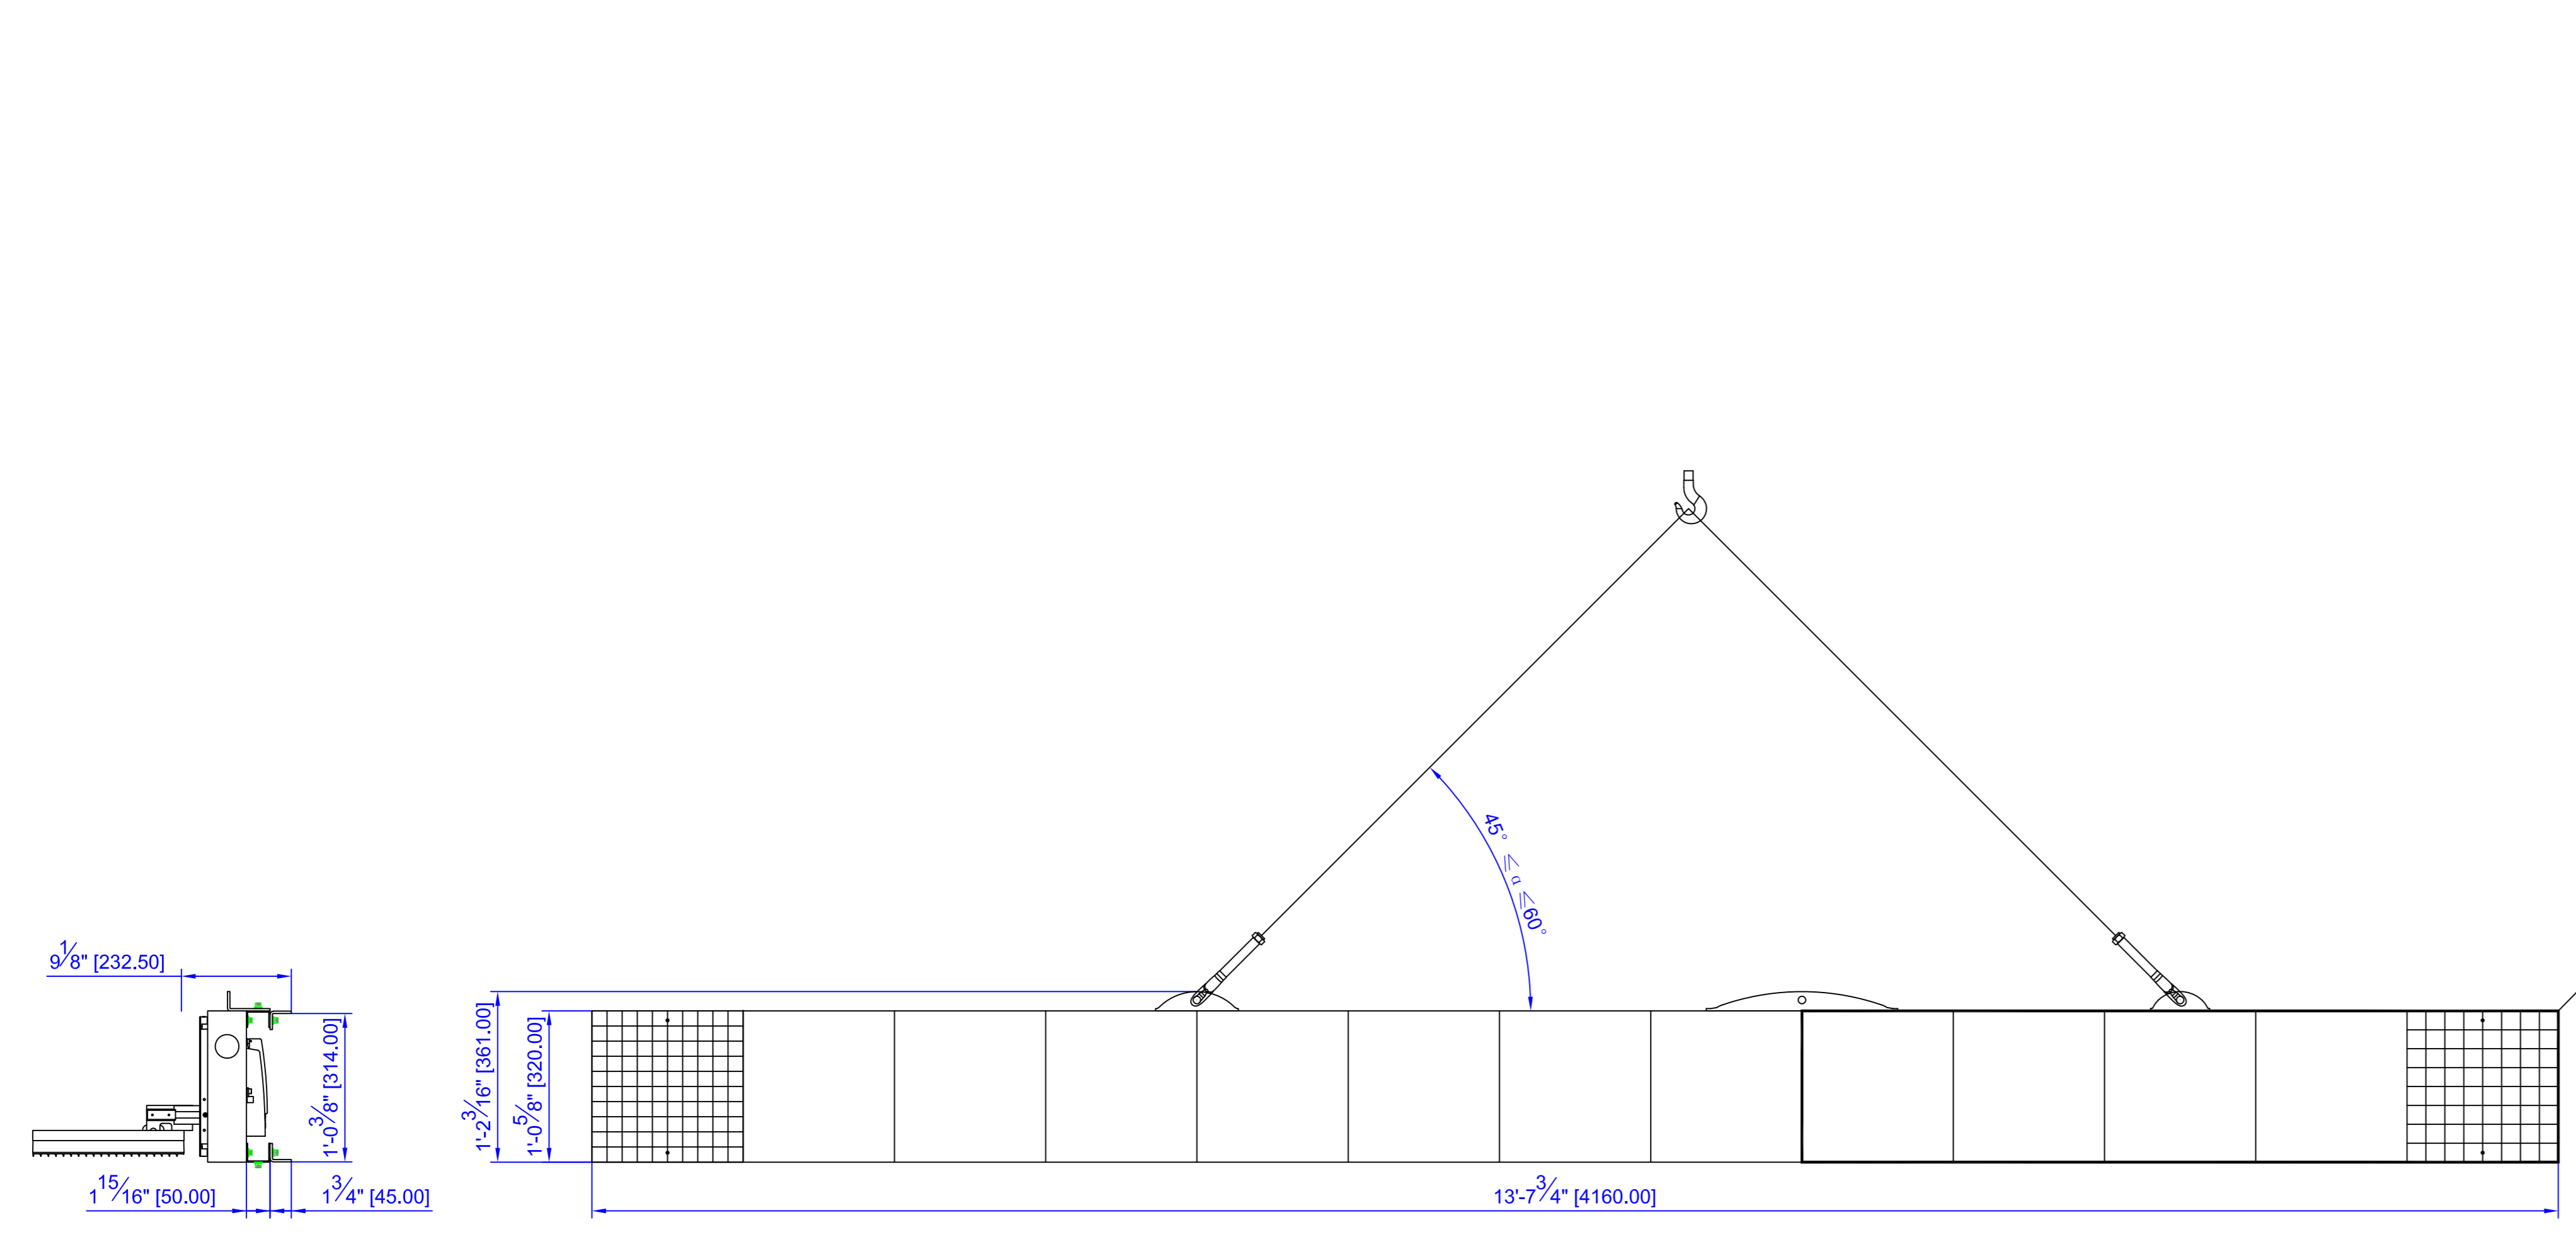 9 1/8" [232.50]
1'-0 3/8" [314.00]
1 15/16" [50.00]
1 3/4" [45.00]
1'-2 3/16" [361.00]
1'-0 5/8" [320.00]
45° ≤ α ≤60°
13'-7 3/4" [4160.00]